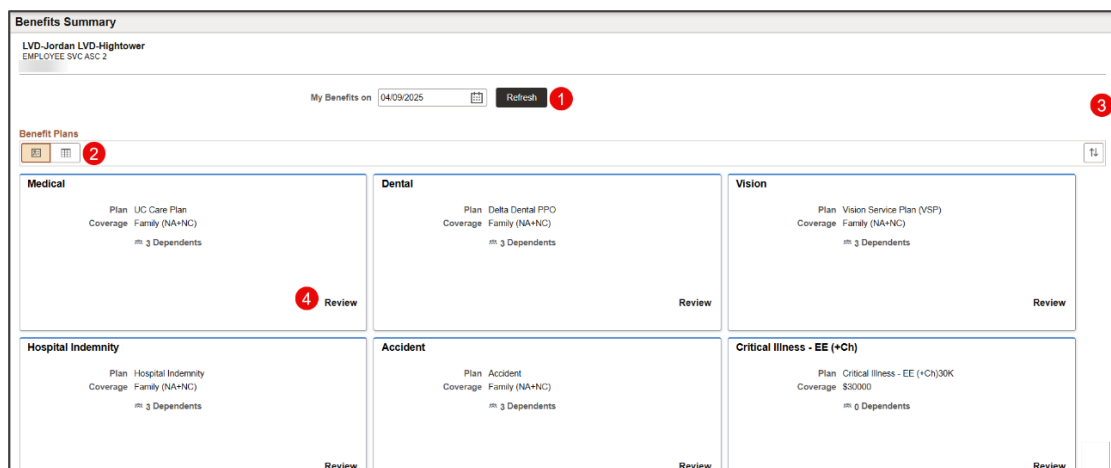 Benefits Summary
LVD-Jordan LVD-Hightower
EMPLOYEE SVC ASC 2
My Benefits on 04/09/2025 Refresh 1
3
Benefit Plans
2
Medical
Plan UC Care Plan
Coverage Family (NA+NC)
3 Dependents
4 Review
Dental
Plan Delta Dental PPO
Coverage Family (NA+NC)
3 Dependents
Review
Vision
Plan Vision Service Plan (VSP)
Coverage Family (NA+NC)
3 Dependents
Review
Hospital Indemnity
Plan Hospital Indemnity
Coverage Family (NA+NC)
3 Dependents
Review
Accident
Plan Accident
Coverage Family (NA+NC)
3 Dependents
Review
Critical Illness - EE (+Ch)
Plan Critical Illness - EE (+Ch)30K
Coverage $30000
0 Dependents
Review